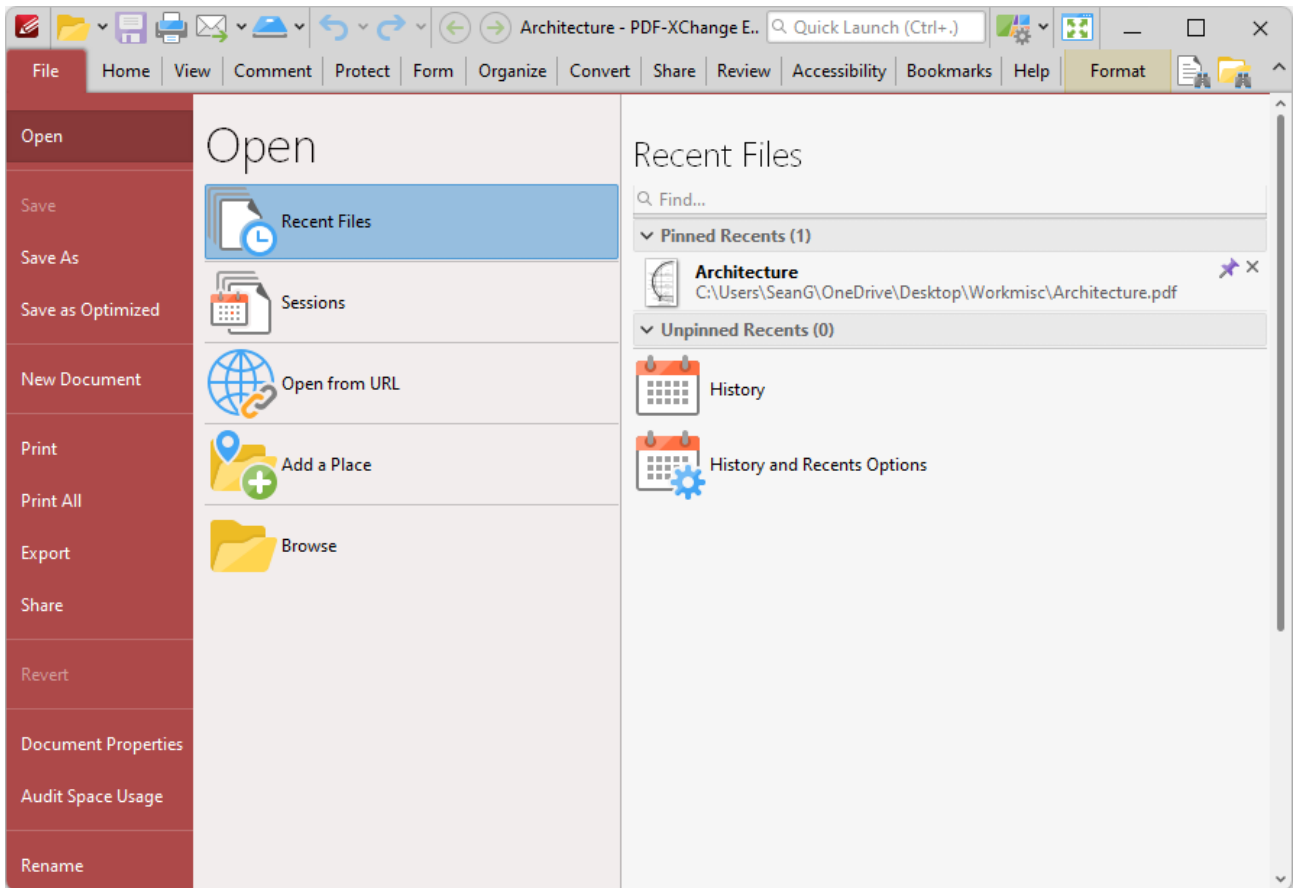 Architecture - PDF-XChange E.. Quick Launch (Ctrl+.)
File Home View Comment Protect Form Organize Convert Share Review Accessibility Bookmarks Help Format
Open
Save
Save As
Save as Optimized
New Document
Print
Print All
Export
Share
Revert
Document Properties
Audit Space Usage
Rename
Open
Recent Files
Sessions
Open from URL
Add a Place
Browse
Recent Files
Find...
Pinned Recents (1)
Architecture
C:\Users\SeanG\OneDrive\Desktop\Workmisc\Architecture.pdf
Unpinned Recents (0)
History
History and Recents Options